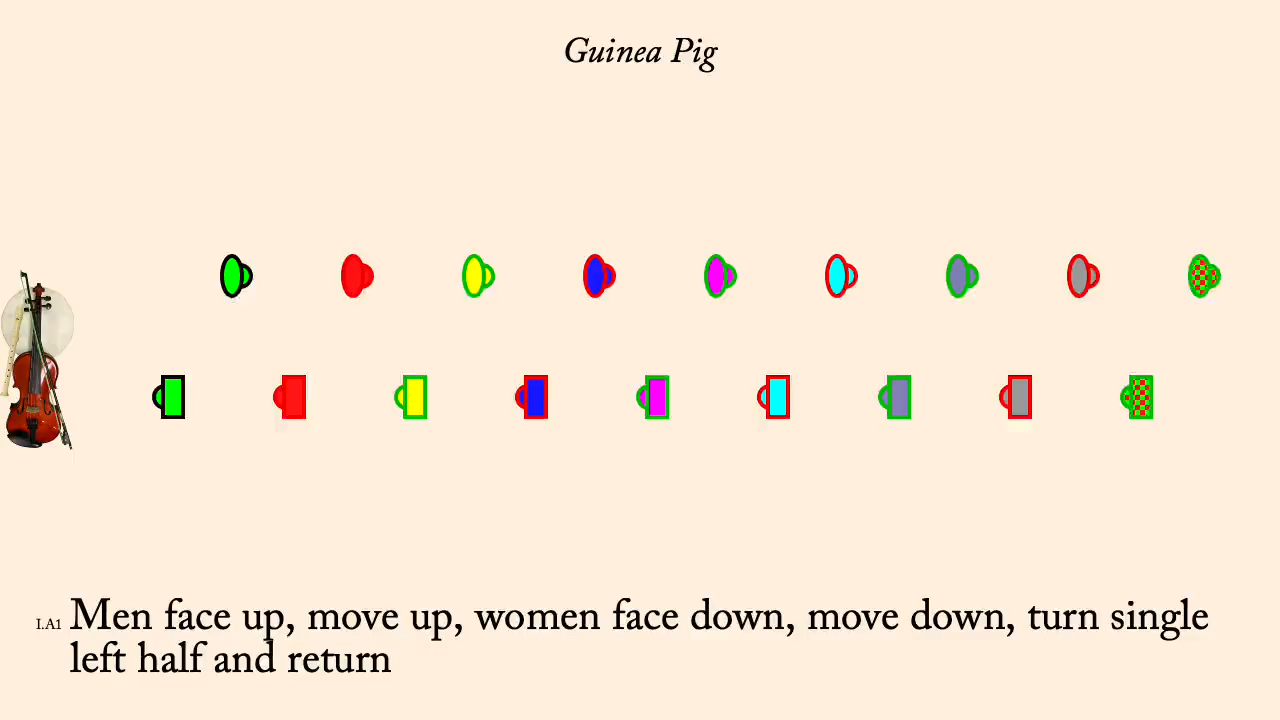 Guinea Pig
I.A1 Men face up, move up, women face down, move down, turn single
left half and return